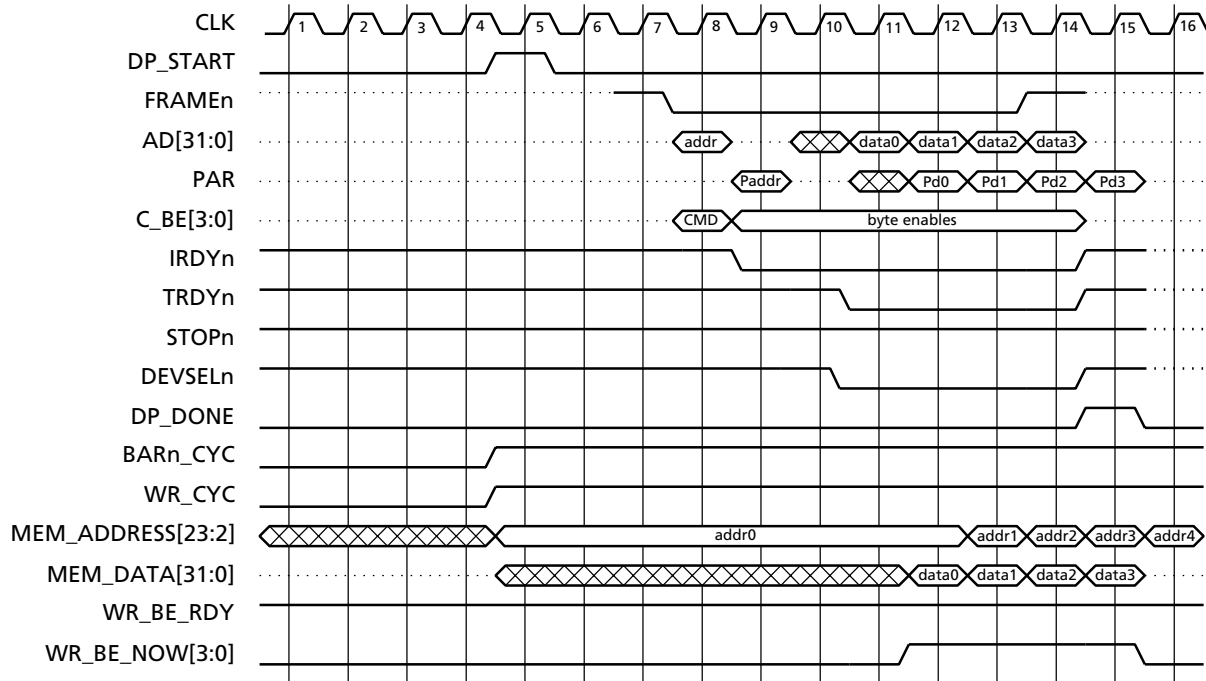 CLK 1 2 3 4 5 6 7 8 9 10 11 12 13 14 15 16
DP_START
FRAMEn
AD[31:0] addr data0 data1 data2 data3
PAR Paddr Pd0 Pd1 Pd2 Pd3
C_BE[3:0] CMD byte enables
IRDYn
TRDYn
STOPn
DEVSELn
DP_DONE
BARn_CYC
WR_CYC
MEM_ADDRESS[23:2] addr0 addr1 addr2 addr3 addr4
MEM_DATA[31:0] data0 data1 data2 data3
WR_BE_RDY
WR_BE_NOW[3:0]